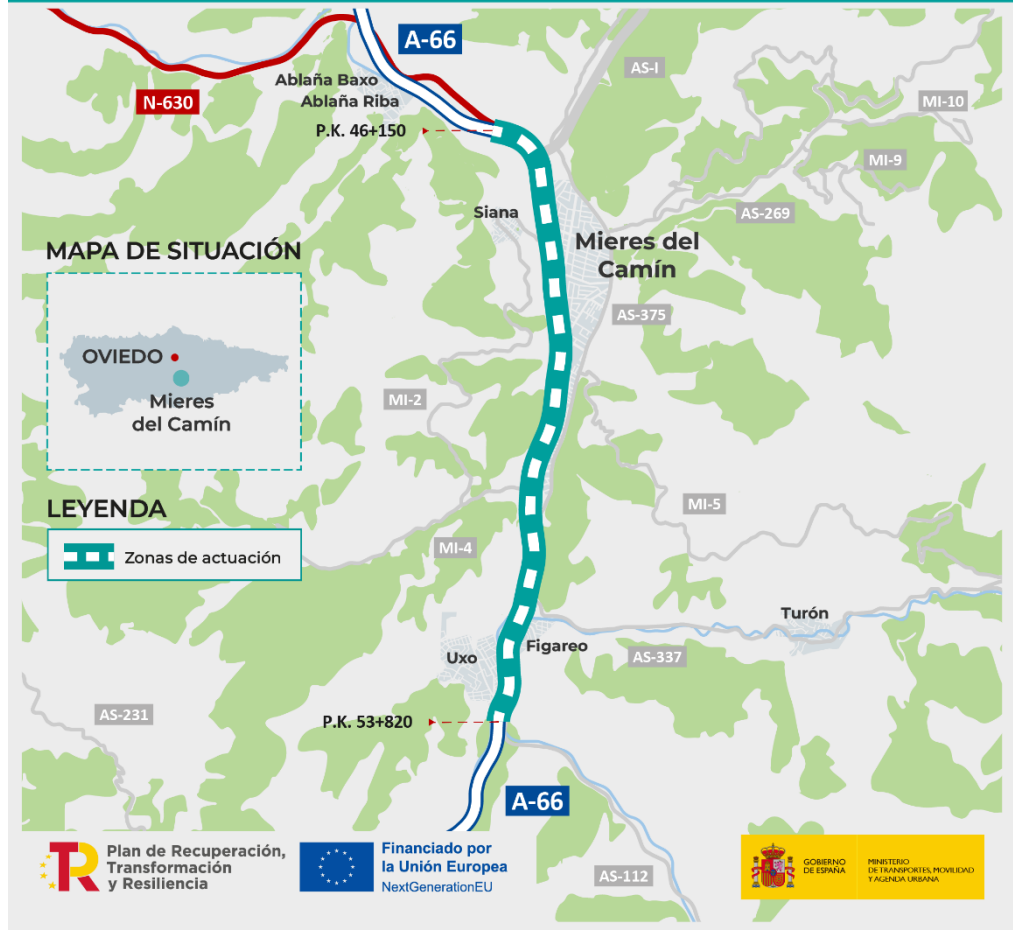 A-66
AS-I
Ablaña Baxo
Ablaña Riba
N-630
MI-10
P.K. 46+150
MI-9
Siana
AS-269
MAPA DE SITUACIÓN
Mieres del
Camín
AS-375
OVIEDO
Mieres
del Camín
MI-2
LEYENDA
MI-5
Zonas de actuación
MI-4
Turón
Figareo
Uxo
AS-337
AS-231
P.K. 53+820
A-66
Plan de Recuperación,
Transformación
y Resiliencia
Financiado por
la Unión Europea
NextGenerationEU
AS-112
GOBIERNO
DE ESPAÑA
MINISTERIO
DE TRANSPORTES, MOVILIDAD
Y AGENDA URBANA